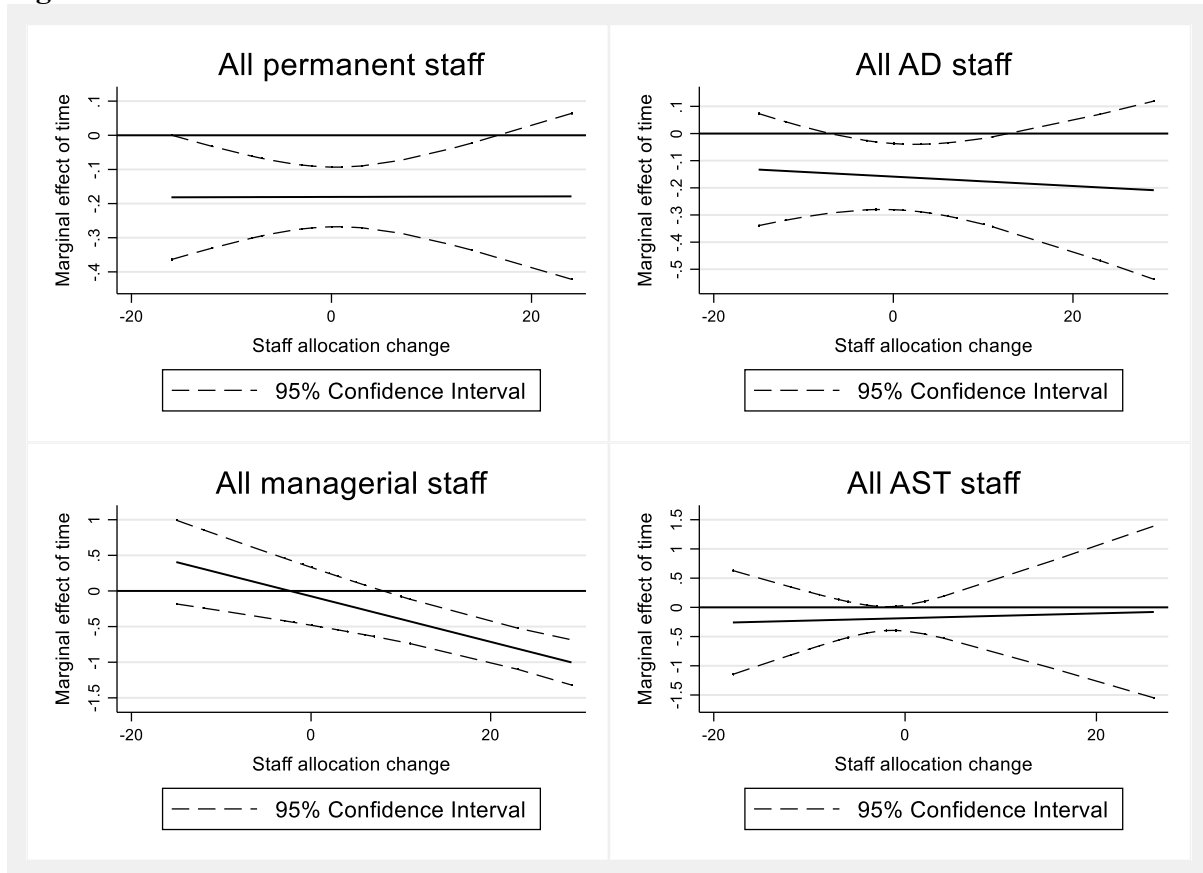 All permanent staff
Marginal effect of time
.1
0
-.1
-.2
-.3
-.4
-20
0
20
Staff allocation change
95% Confidence Interval
All AD staff
Marginal effect of time
.1
0
-.1
-.2
-.3
-.4
-.5
-20
0
20
Staff allocation change
95% Confidence Interval
All managerial staff
Marginal effect of time
1
.5
0
-.5
-1
-1.5
-20
0
20
Staff allocation change
95% Confidence Interval
All AST staff
Marginal effect of time
1.5
1
.5
0
-.5
-1
-1.5
-20
0
20
Staff allocation change
95% Confidence Interval